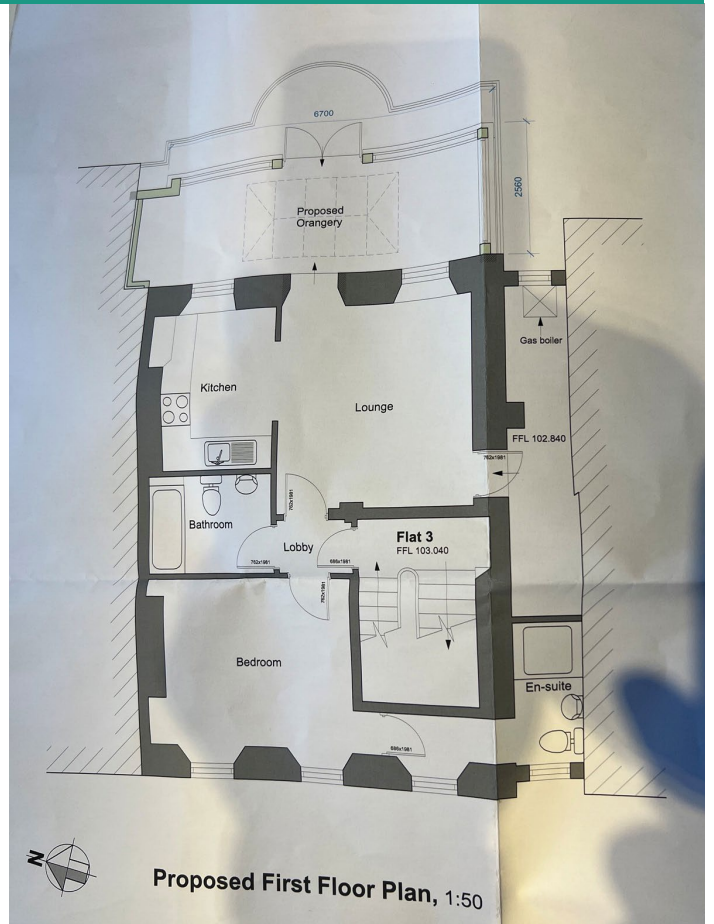 6700
2560
Proposed
Orangery
Gas boiler
Kitchen
Lounge
FFL 102.840
762x1981
762x1981
Bathroom
Lobby
Flat 3
FFL 103.040
762x1981
686x1981
762x1981
Bedroom
En-suite
686x1981
N
Proposed First Floor Plan, 1:50